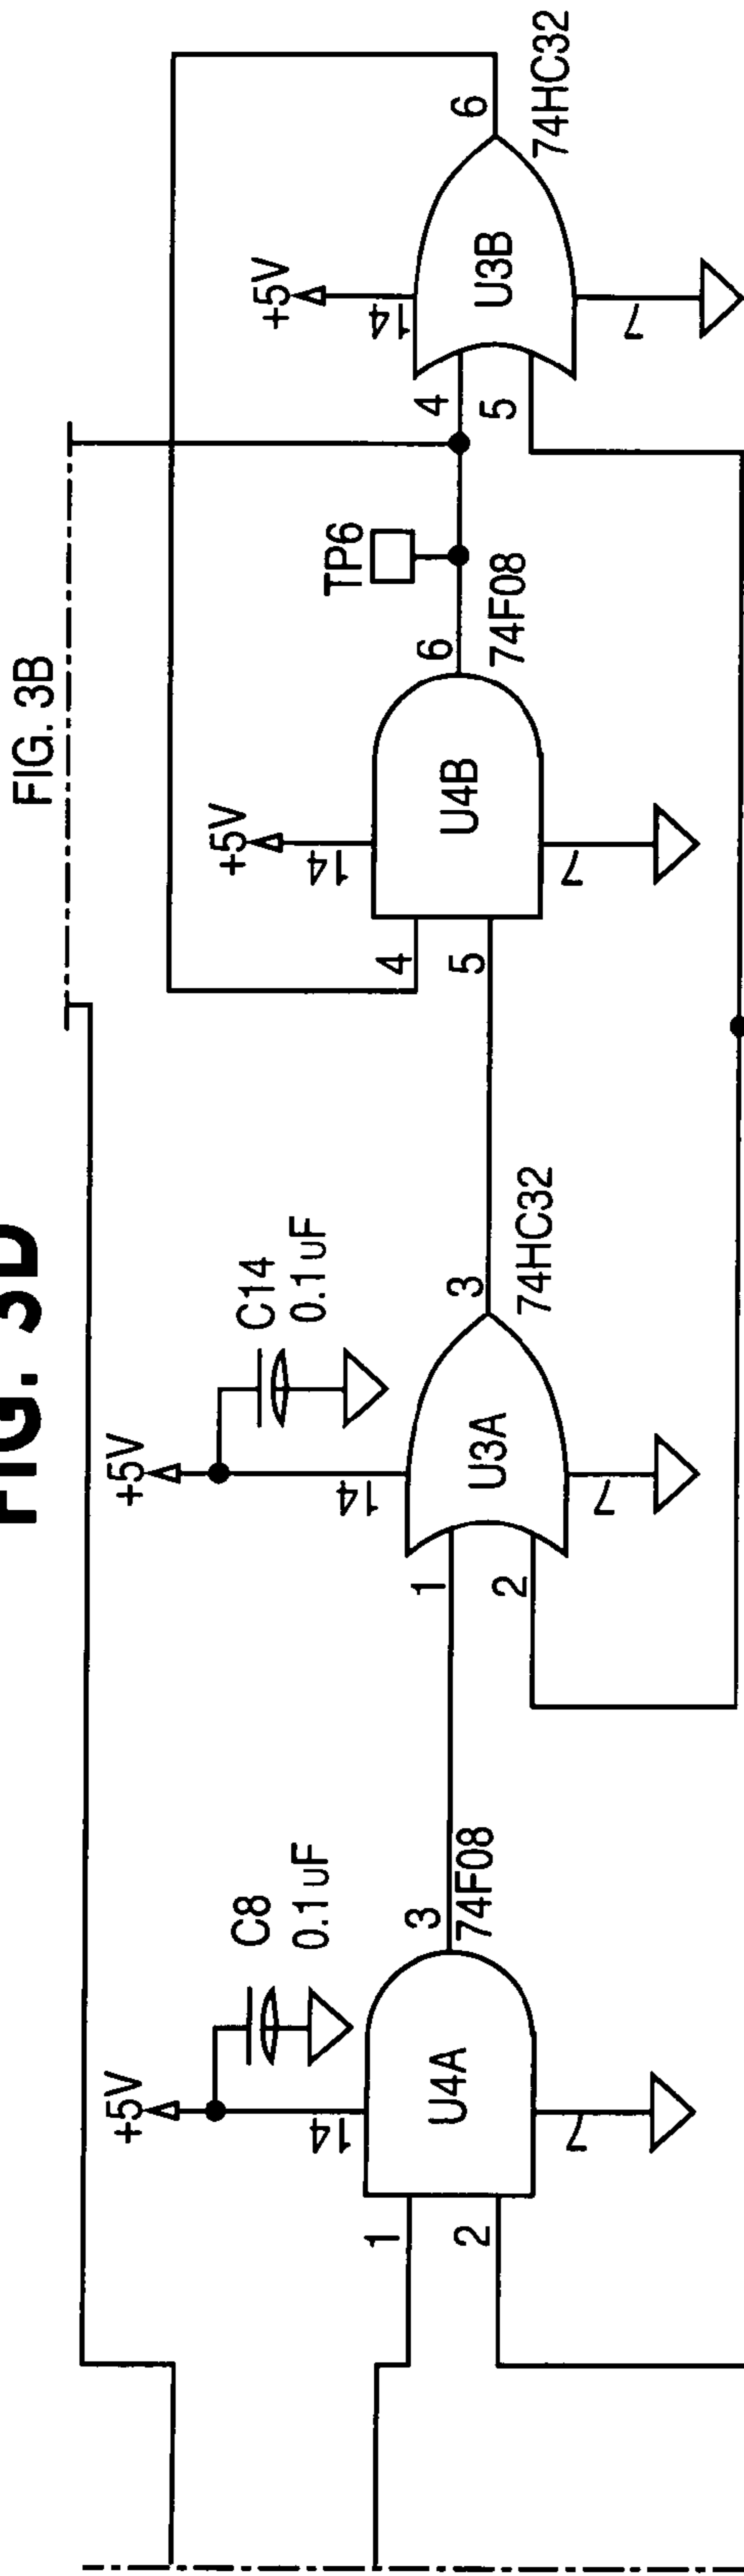 FIG. 3D
FIG. 3B
+5V
C8
0.1uF
14
1
2
U4A
7
3
74F08
+5V
C14
0.1uF
14
1
2
U3A
7
3
74HC32
+5V
14
4
5
U4B
7
6
74F08
TP6
+5V
14
4
5
U3B
7
6
74HC32